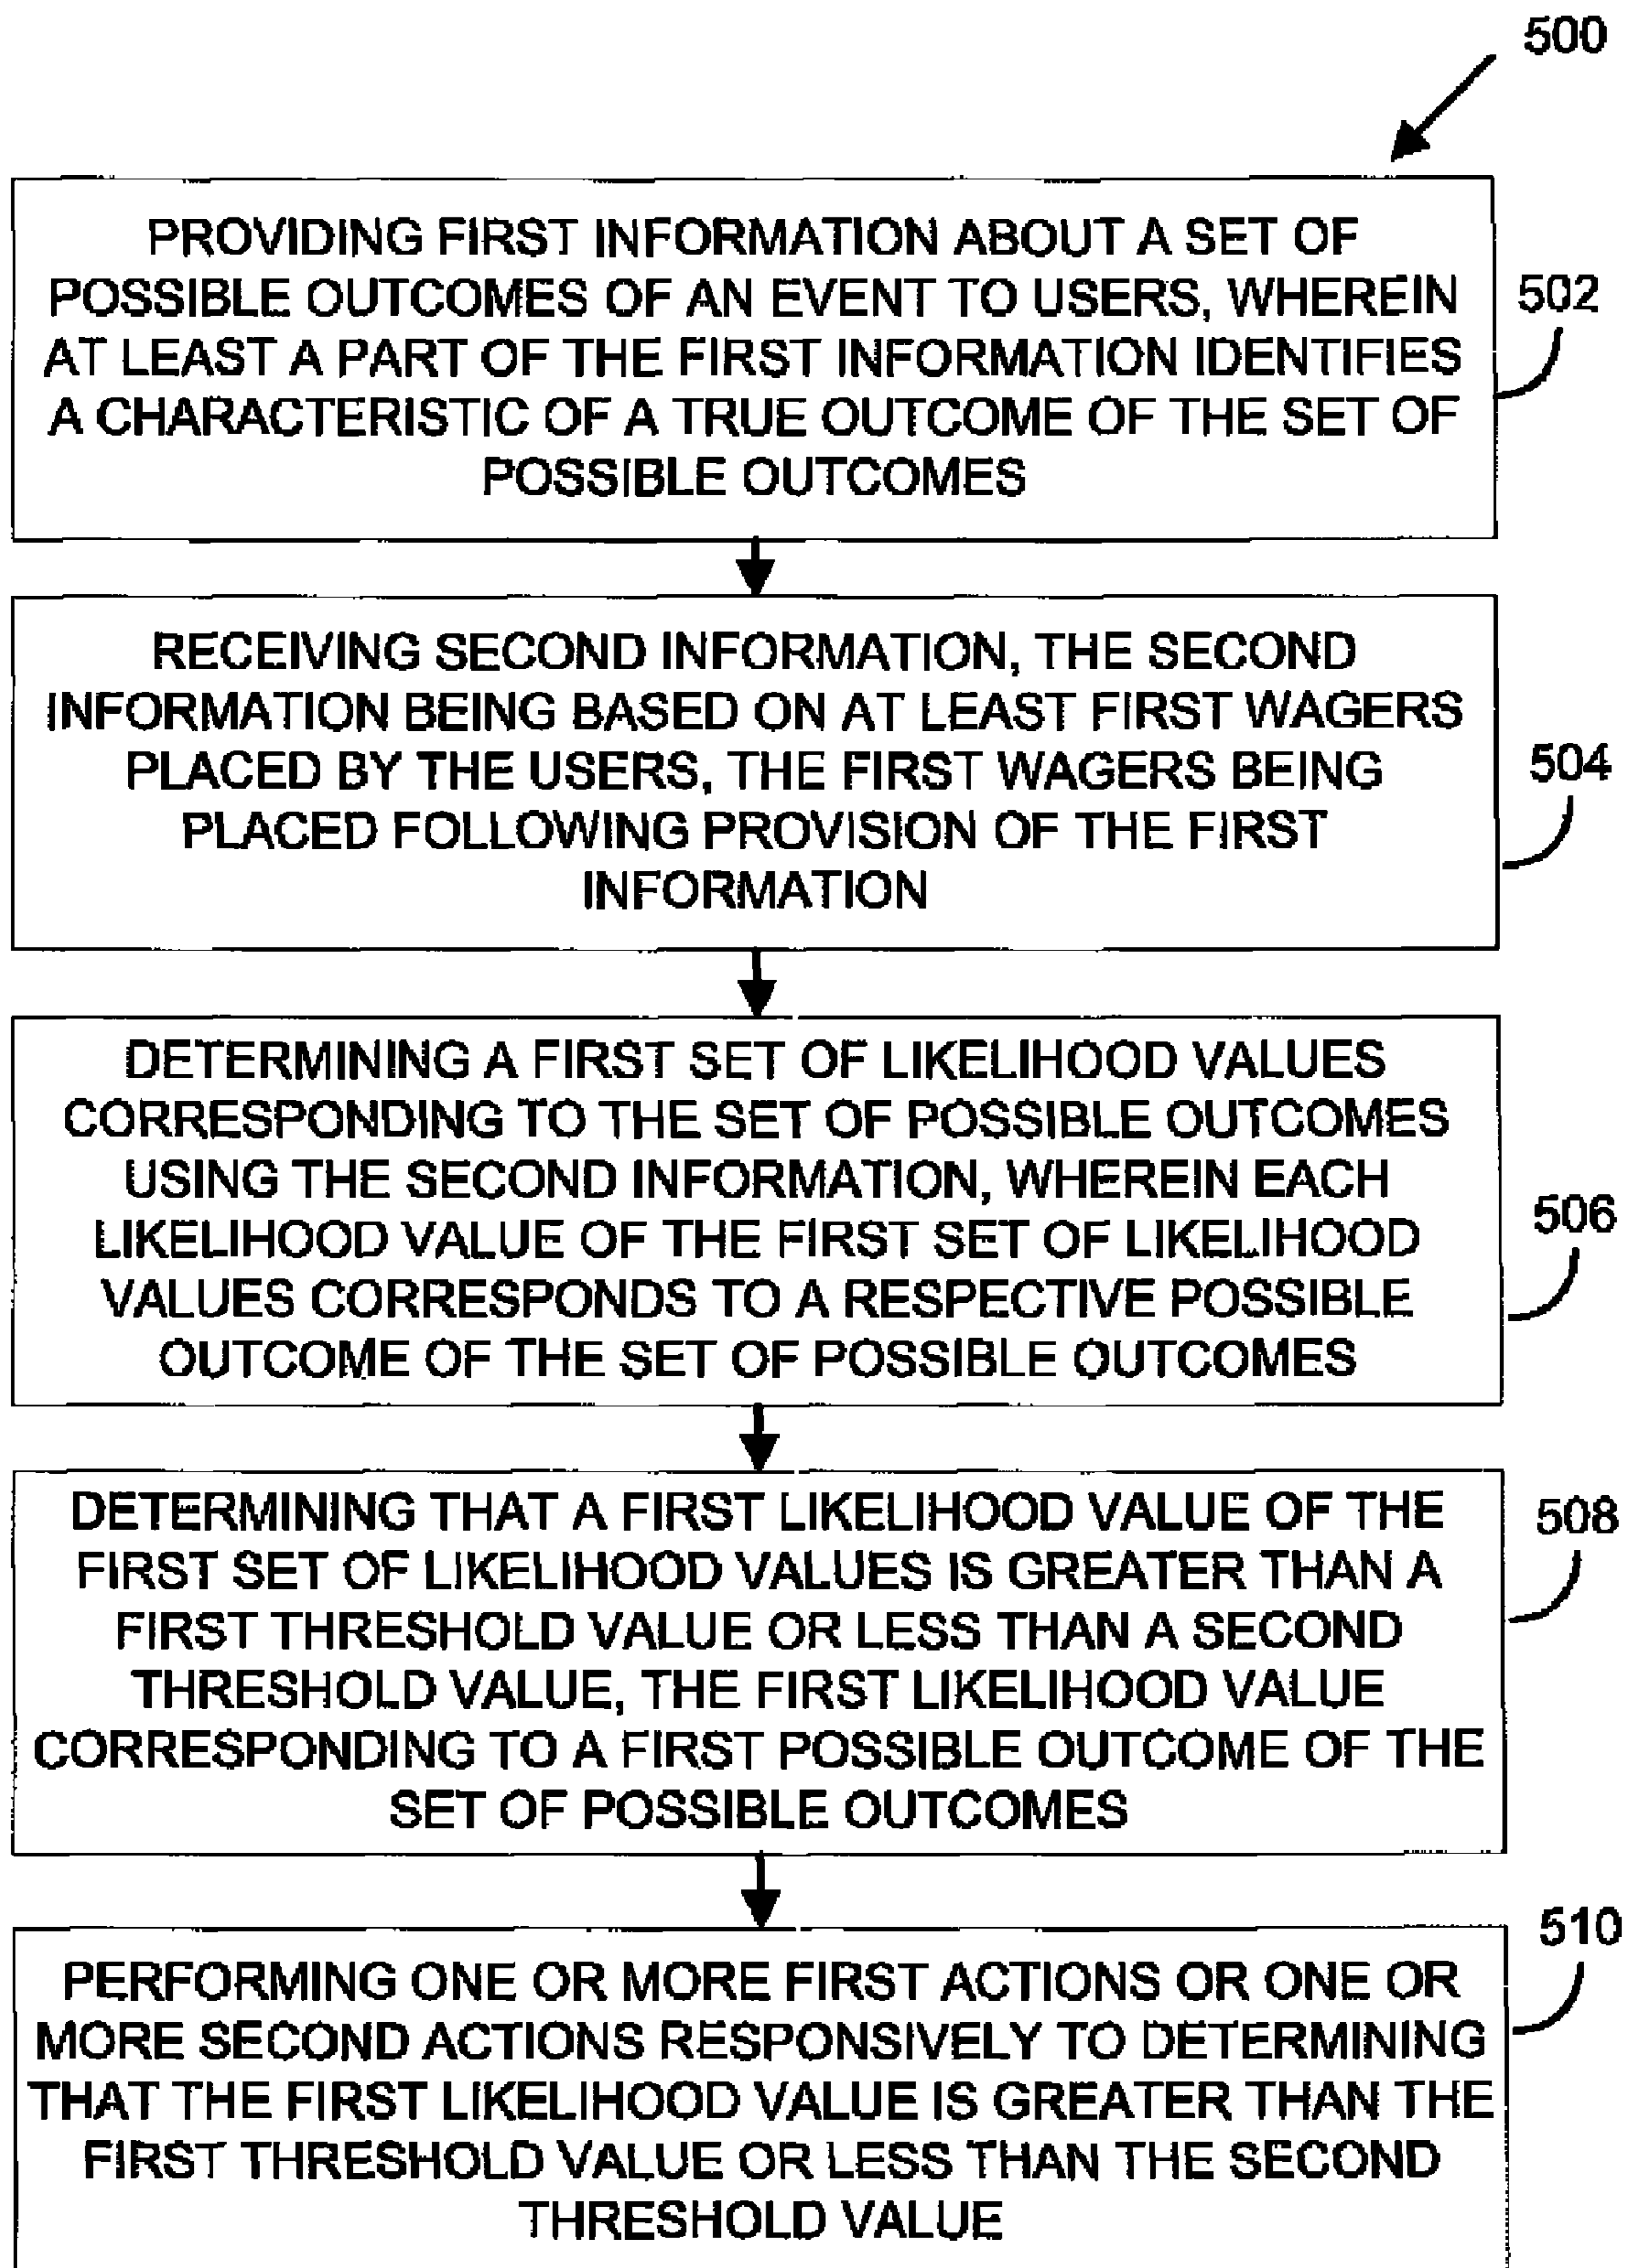 500
PROVIDING FIRST INFORMATION ABOUT A SET OF
POSSIBLE OUTCOMES OF AN EVENT TO USERS, WHEREIN
AT LEAST A PART OF THE FIRST INFORMATION IDENTIFIES
A CHARACTERISTIC OF A TRUE OUTCOME OF THE SET OF
POSSIBLE OUTCOMES
502
RECEIVING SECOND INFORMATION, THE SECOND
INFORMATION BEING BASED ON AT LEAST FIRST WAGERS
PLACED BY THE USERS, THE FIRST WAGERS BEING
PLACED FOLLOWING PROVISION OF THE FIRST
INFORMATION
504
DETERMINING A FIRST SET OF LIKELIHOOD VALUES
CORRESPONDING TO THE SET OF POSSIBLE OUTCOMES
USING THE SECOND INFORMATION, WHEREIN EACH
LIKELIHOOD VALUE OF THE FIRST SET OF LIKELIHOOD
VALUES CORRESPONDS TO A RESPECTIVE POSSIBLE
OUTCOME OF THE SET OF POSSIBLE OUTCOMES
506
DETERMINING THAT A FIRST LIKELIHOOD VALUE OF THE
FIRST SET OF LIKELIHOOD VALUES IS GREATER THAN A
FIRST THRESHOLD VALUE OR LESS THAN A SECOND
THRESHOLD VALUE, THE FIRST LIKELIHOOD VALUE
CORRESPONDING TO A FIRST POSSIBLE OUTCOME OF THE
SET OF POSSIBLE OUTCOMES
508
PERFORMING ONE OR MORE FIRST ACTIONS OR ONE OR
MORE SECOND ACTIONS RESPONSIVELY TO DETERMINING
THAT THE FIRST LIKELIHOOD VALUE IS GREATER THAN THE
FIRST THRESHOLD VALUE OR LESS THAN THE SECOND
THRESHOLD VALUE
510